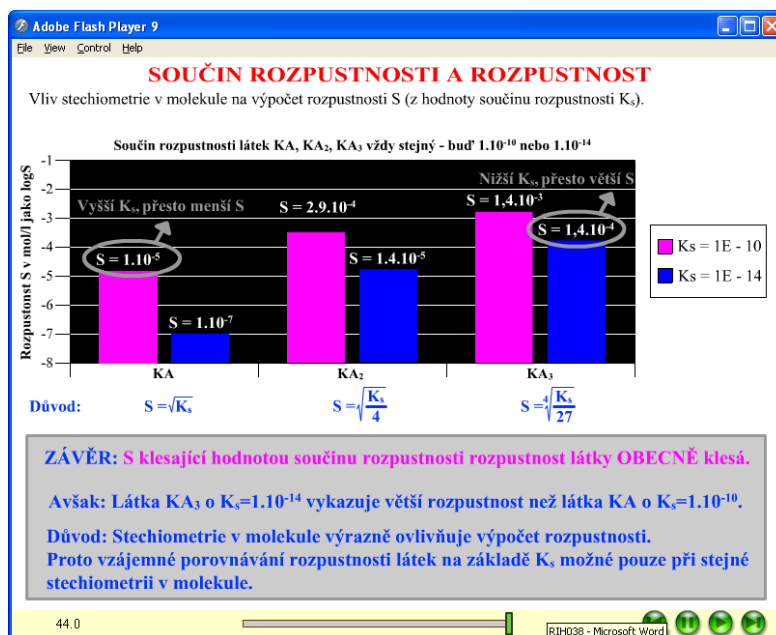 Adobe Flash Player 9
File View Control Help
SOUČIN ROZPUSTNOSTI A ROZPUSTNOST
Vliv stechiometrie v molekule na výpočet rozpustnosti S (z hodnoty součinu rozpustnosti Kₛ).
Součin rozpustnosti látek KA, KA₂, KA₃ vždy stejný - buď 1.10⁻¹⁰ nebo 1.10⁻¹⁴
Rozpustonst S v mol/l jako logS
-1
-2
-3
-4
-5
-6
-7
-8
Vyšší Kₛ, přesto menší S
Nižší Kₛ, přesto větší S
S = 1.10⁻⁵
S = 1.10⁻⁷
S = 2.9.10⁻⁴
S = 1.4.10⁻⁵
S = 1,4.10⁻³
S = 1,4.10⁻⁴
Ks = 1E - 10
Ks = 1E - 14
KA KA₂ KA₃
Důvod: S =√Kₛ S =∛(Kₛ/4) S =∜(Kₛ/27)
ZÁVĚR: S klesající hodnotou součinu rozpustnosti rozpustnost látky OBECNĚ klesá.
Avšak: Látka KA₃ o Kₛ=1.10⁻¹⁴ vykazuje větší rozpustnost než látka KA o Kₛ=1.10⁻¹⁰.
Důvod: Stechiometrie v molekule výrazně ovlivňuje výpočet rozpustnosti.
Proto vzájemné porovnávání rozpustnosti látek na základě Kₛ možné pouze při stejné
stechiometrii v molekule.
44.0
RIH038 - Microsoft Word